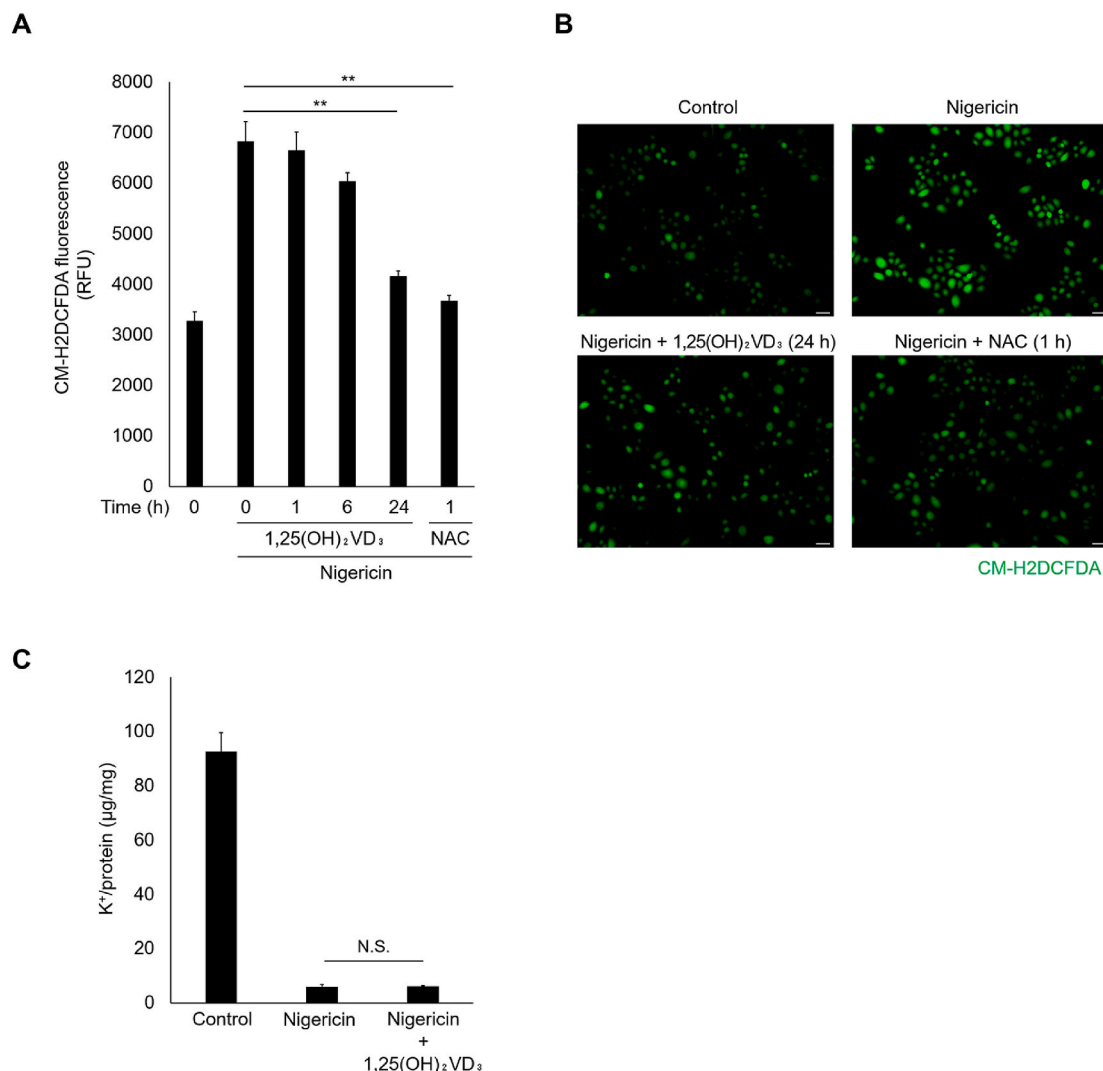 A
8000
7000
6000
5000
4000
3000
2000
1000
0
CM-H2DCFDA fluorescence
(RFU)
**
**
Time (h) 0 0 1 6 24 1
1,25(OH)₂VD₃ NAC
Nigericin
B
Control Nigericin
Nigericin + 1,25(OH)₂VD₃ (24 h) Nigericin + NAC (1 h)
CM-H2DCFDA
C
120
100
80
60
40
20
0
K⁺/protein (µg/mg)
N.S.
Control Nigericin Nigericin
+
1,25(OH)₂VD₃